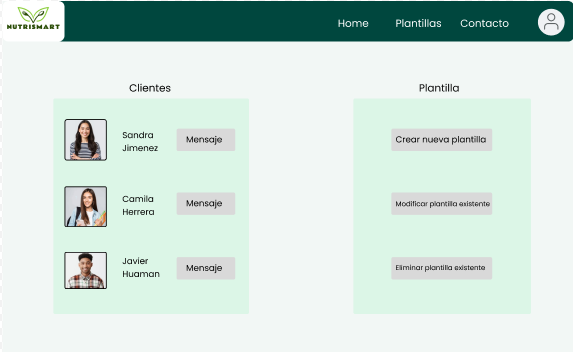 NUTRISMART
Home
Plantillas
Contacto
Clientes
Sandra
Jimenez
Mensaje
Camila
Herrera
Mensaje
Javier
Huaman
Mensaje
Plantilla
Crear nueva plantilla
Modificar plantilla existente
Eliminar plantilla existente